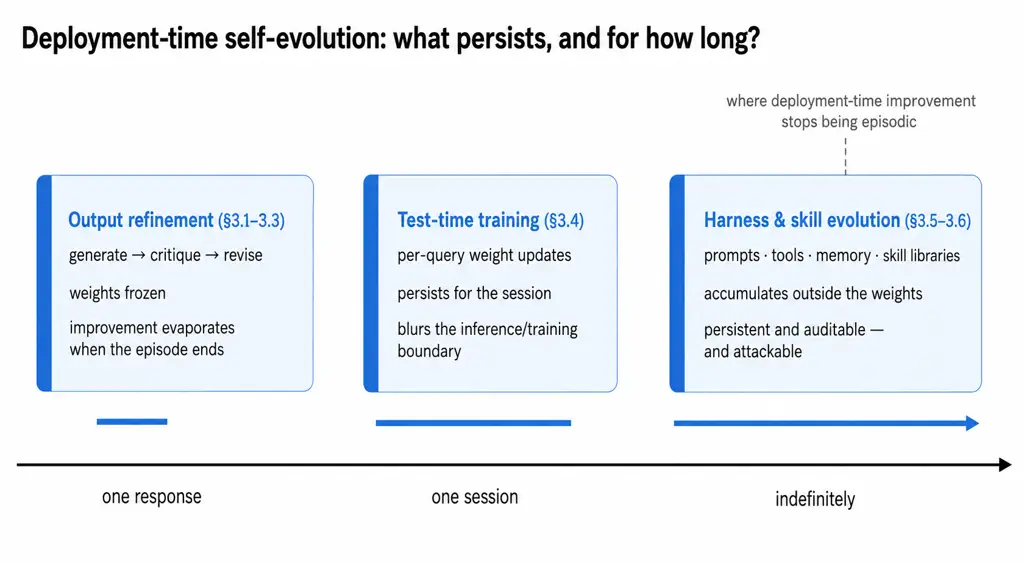 Deployment-time self-evolution: what persists, and for how long?
where deployment-time improvement
stops being episodic
Output refinement (§3.1–3.3)
generate → critique → revise
weights frozen
improvement evaporates
when the episode ends
Test-time training (§3.4)
per-query weight updates
persists for the session
blurs the inference/training
boundary
Harness & skill evolution (§3.5–3.6)
prompts · tools · memory · skill libraries
accumulates outside the weights
persistent and auditable —
and attackable
one response
one session
indefinitely